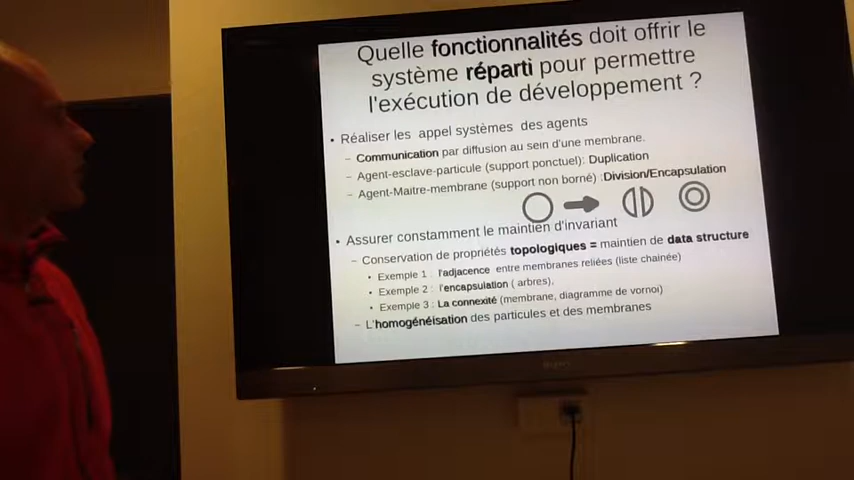 Quelle fonctionnalités doit offrir le
système réparti pour permettre
l'exécution de développement ?
• Réaliser les appel systèmes des agents
– Communication par diffusion au sein d'une membrane.
– Agent-esclave-particule (support ponctuel): Duplication
– Agent-Maitre-membrane (support non borné) :Division/Encapsulation
• Assurer constamment le maintien d'invariant
– Conservation de propriétés topologiques = maintien de data structure
• Exemple 1 : l'adjacence entre membranes reliées (liste chainée)
• Exemple 2 : l'encapsulation ( arbres),
• Exemple 3 : La connexité (membrane, diagramme de vornoi)
– L'homogénéisation des particules et des membranes